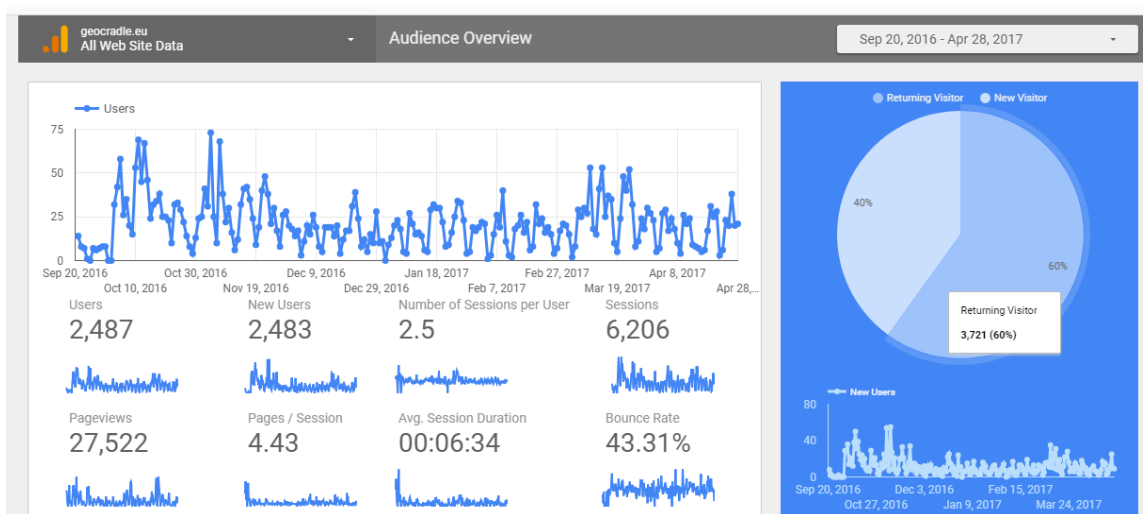 geocradle.eu
All Web Site Data
Audience Overview
Sep 20, 2016 - Apr 28, 2017
Users
75
50
25
0
Sep 20, 2016
Oct 30, 2016
Dec 9, 2016
Jan 18, 2017
Feb 27, 2017
Apr 8, 2017
Oct 10, 2016
Nov 19, 2016
Dec 29, 2016
Feb 7, 2017
Mar 19, 2017
Apr 28,...
Users
New Users
Number of Sessions per User
Sessions
2,487
2,483
2.5
6,206
Pageviews
Pages / Session
Avg. Session Duration
Bounce Rate
27,522
4.43
00:06:34
43.31%
Returning Visitor
New Visitor
40%
60%
Returning Visitor
3,721 (60%)
New Users
80
40
0
Sep 20, 2016
Dec 3, 2016
Feb 15, 2017
Oct 27, 2016
Jan 9, 2017
Mar 24, 2017